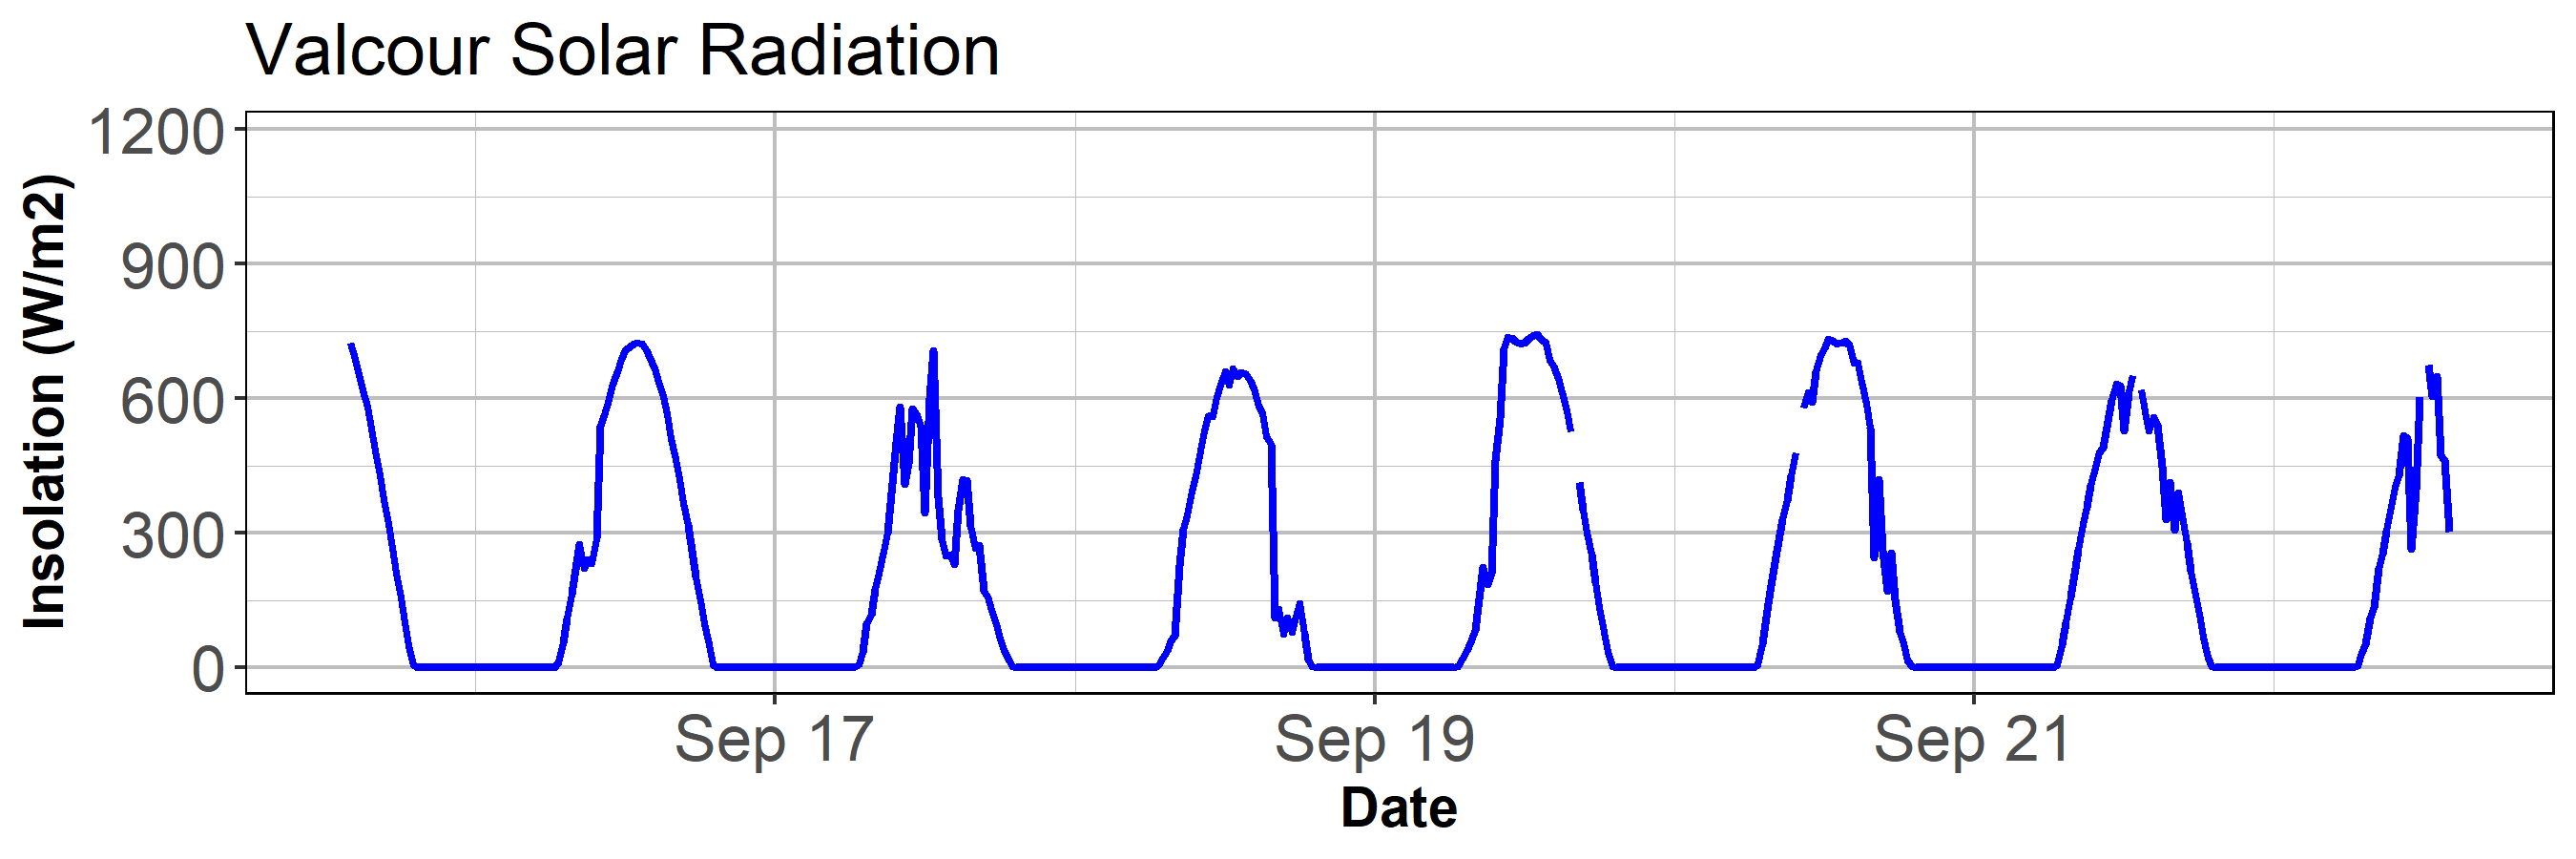 Valcour Solar Radiation
Insolation (W/m2)
1200
900
600
300
0
Sep 17
Sep 19
Sep 21
Date